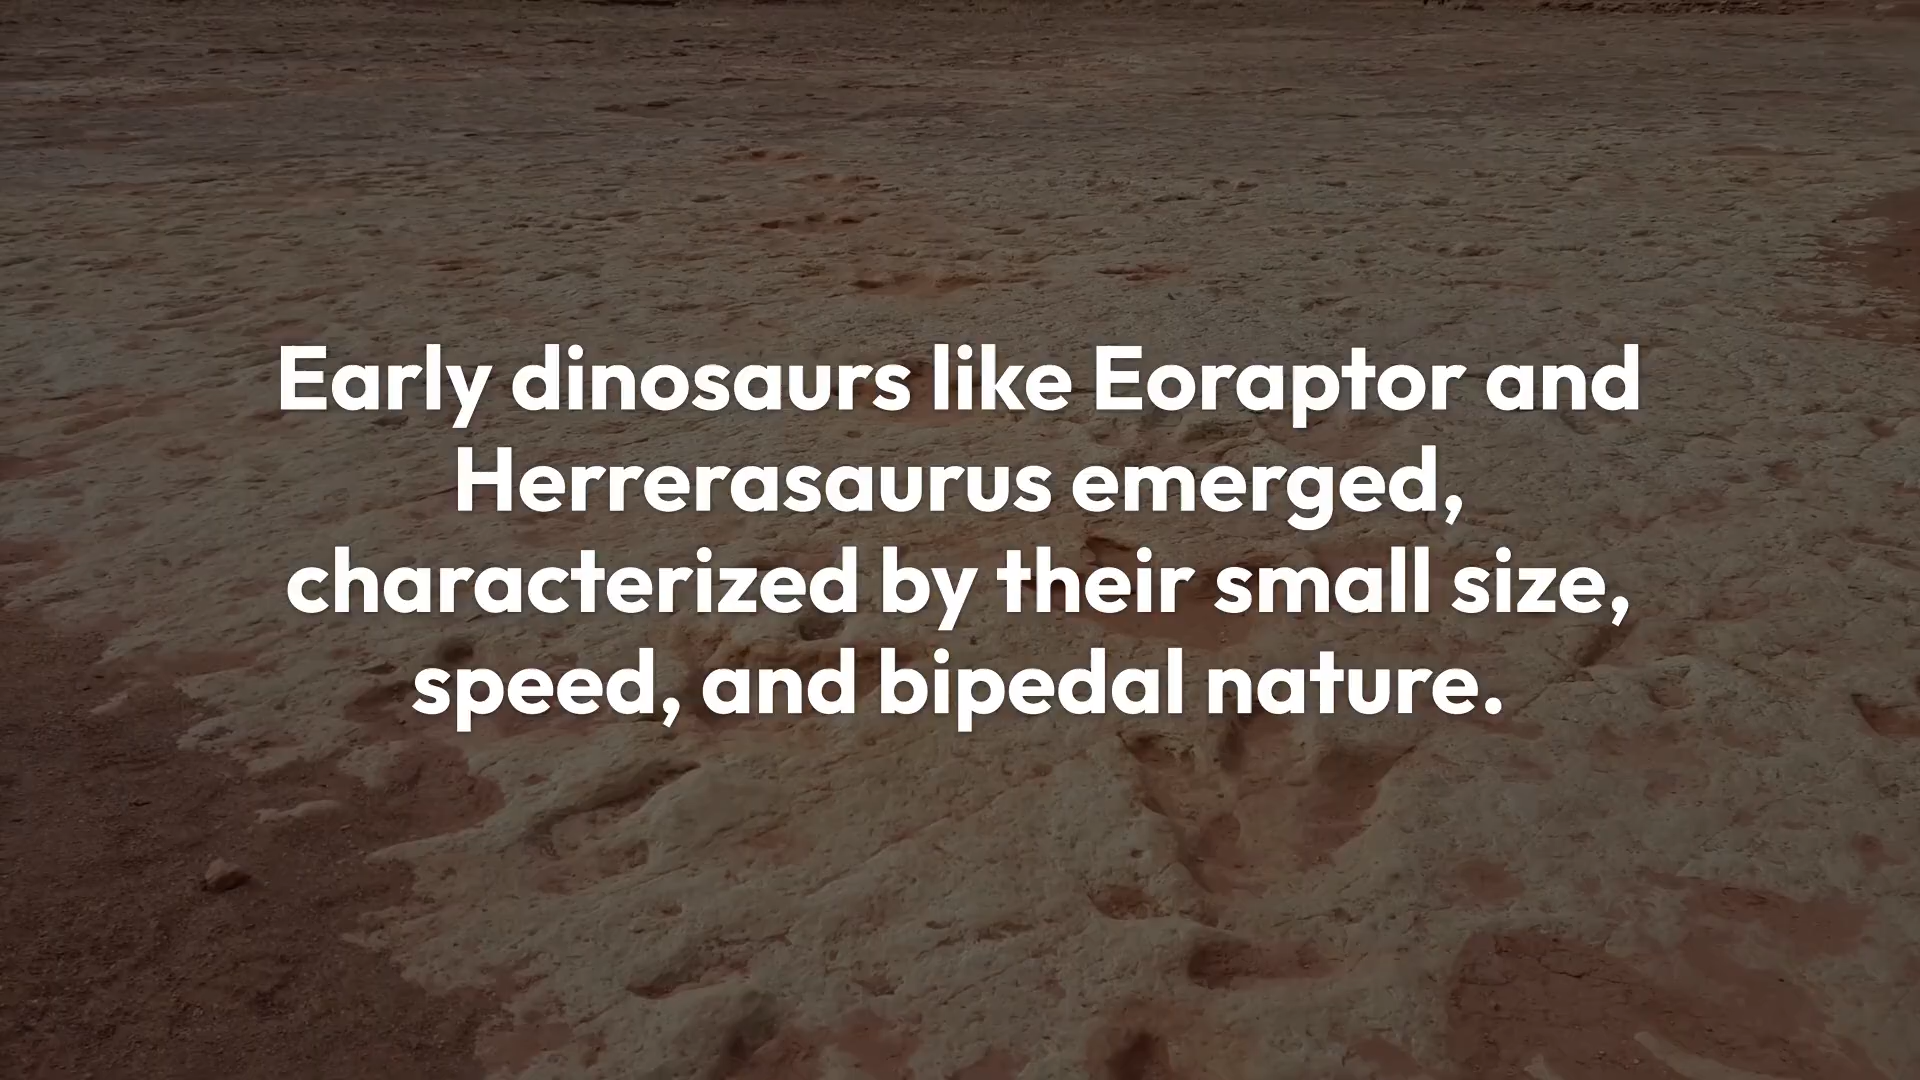 Early dinosaurs like Eoraptor and
Herrerasaurus emerged,
characterized by their small size,
speed, and bipedal nature.